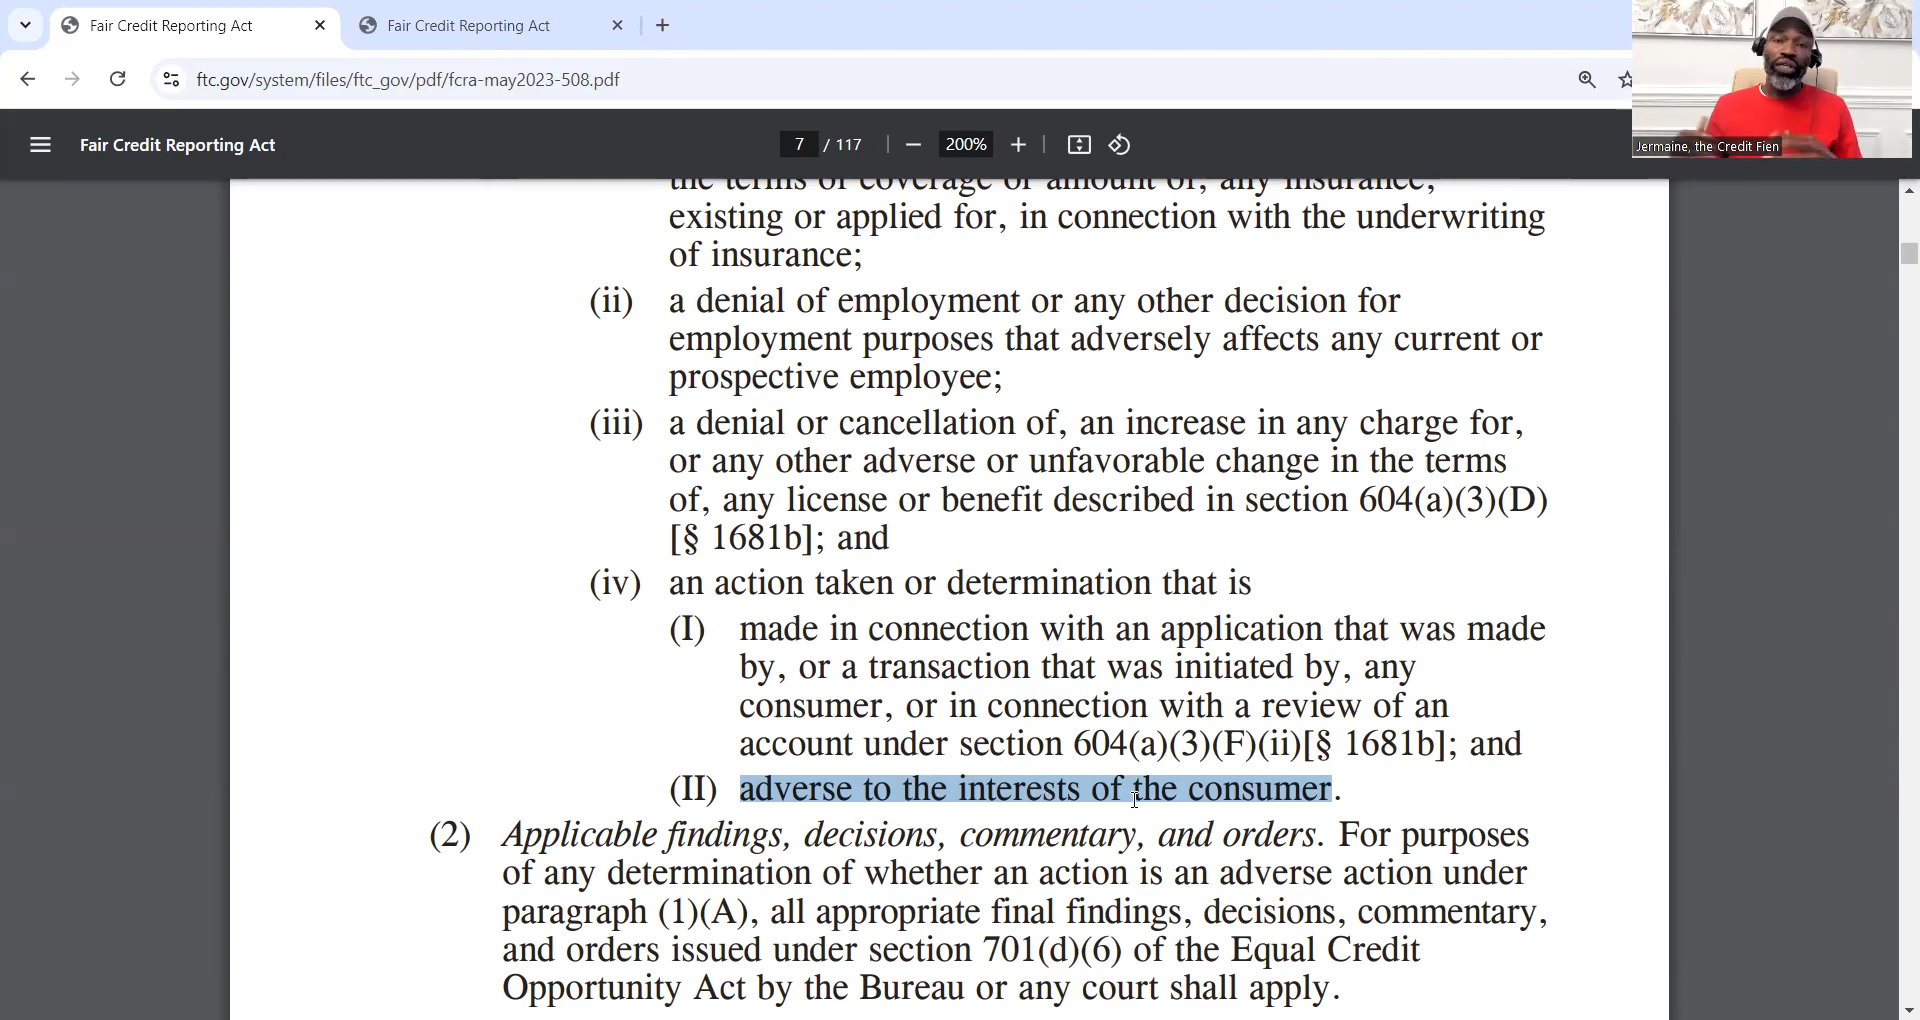 Fair Credit Reporting Act
Fair Credit Reporting Act
ftc.gov/system/files/ftc_gov/pdf/fcra-may2023-508.pdf
Jermaine, the Credit Fien
Fair Credit Reporting Act
7 / 117
200%
the terms of coverage or amount of, any insurance,
existing or applied for, in connection with the underwriting
of insurance;
(ii) a denial of employment or any other decision for
employment purposes that adversely affects any current or
prospective employee;
(iii) a denial or cancellation of, an increase in any charge for,
or any other adverse or unfavorable change in the terms
of, any license or benefit described in section 604(a)(3)(D)
[§ 1681b]; and
(iv) an action taken or determination that is
(I) made in connection with an application that was made
by, or a transaction that was initiated by, any
consumer, or in connection with a review of an
account under section 604(a)(3)(F)(ii)[§ 1681b]; and
(II) adverse to the interests of the consumer.
(2) Applicable findings, decisions, commentary, and orders. For purposes
of any determination of whether an action is an adverse action under
paragraph (1)(A), all appropriate final findings, decisions, commentary,
and orders issued under section 701(d)(6) of the Equal Credit
Opportunity Act by the Bureau or any court shall apply.